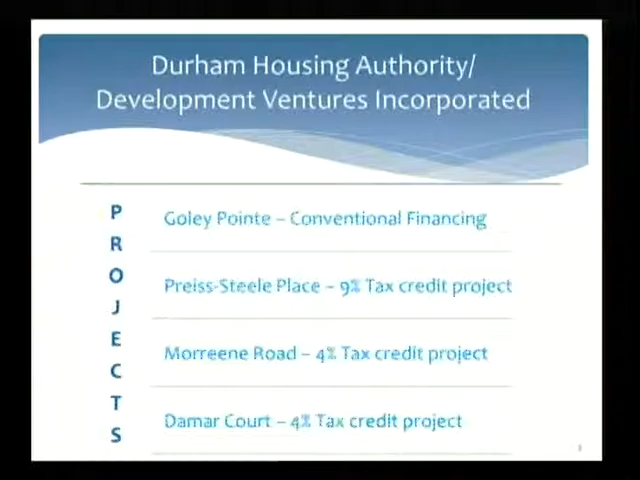 Durham Housing Authority/
Development Ventures Incorporated
P
R
O
J
E
C
T
S
Goley Pointe – Conventional Financing
Preiss-Steele Place – 9% Tax credit project
Morreene Road – 4% Tax credit project
Damar Court – 4% Tax credit project